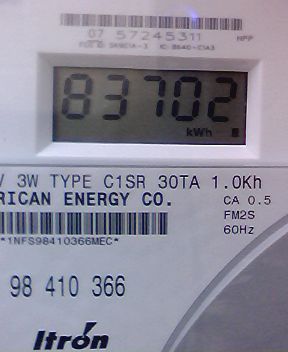 07 57245311
83702
kWh
V 3W TYPE C1SR 30TA 1.0Kh
RICAN ENERGY CO.
CA 0.5
FM2S
60Hz
*1NFS98410366MEC*
98 410 366
Itrón